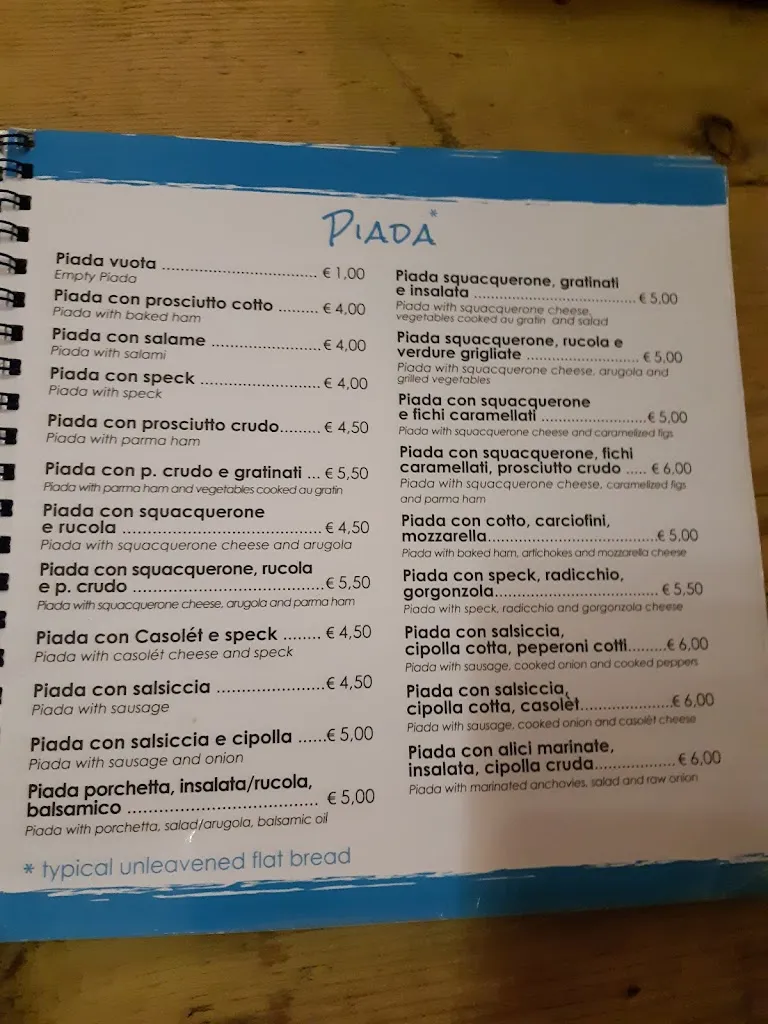 PIADA*
Piada vuota ................................ € 1,00
Empty Piada
Piada con prosciutto cotto ......... € 4,00
Piada with baked ham
Piada con salame .......................€ 4,00
Piada with salami
Piada con speck ......................... € 4,00
Piada with speck
Piada con prosciutto crudo......... € 4,50
Piada with parma ham
Piada con p. crudo e gratinati ... € 5,50
Piada with parma ham and vegetables cooked au gratin
Piada con squacquerone
e rucola ......................................... € 4,50
Piada with squacquerone cheese and arugola
Piada con squacquerone, rucola
e p. crudo .......................................€ 5,50
Piada with squacquerone cheese, arugola and parma ham
Piada con Casolét e speck ........ € 4,50
Piada with casolét cheese and speck
Piada con salsiccia ......................€ 4,50
Piada with sausage
Piada con salsiccia e cipolla ......€ 5,00
Piada with sausage and onion
Piada porchetta, insalata/rucola,
balsamico ...................................... € 5,00
Piada with porchetta, salad/arugola, balsamic oil
* typical unleavened flat bread
Piada squacquerone, gratinati
e insalata ................................. € 5,00
Piada with squacquerone cheese,
vegetables cooked au gratin and salad
Piada squacquerone, rucola e
verdure grigliate ....................... € 5,00
Piada with squacquerone cheese, arugola and
grilled vegetables
Piada con squacquerone
e fichi caramellati ......................€ 5,00
Piada with squacquerone cheese and caramelized figs
Piada con squacquerone, fichi
caramellati, prosciutto crudo ..... € 6,00
Piada with squacquerone cheese, caramelized figs
and parma ham
Piada con cotto, carciofini,
mozzarella...................................€ 5,00
Piada with baked ham, artichokes and mozzarella cheese
Piada con speck, radicchio,
gorgonzola................................. € 5,50
Piada with speck, radicchio and gorgonzola cheese
Piada con salsiccia,
cipolla cotta, peperoni cotti........€ 6,00
Piada with sausage, cooked onion and cooked peppers
Piada con salsiccia,
cipolla cotta, casolèt...................€ 6,00
Piada with sausage, cooked onion and casolèt cheese
Piada con alici marinate,
insalata, cipolla cruda................. € 6,00
Piada with marinated anchovies, salad and raw onion